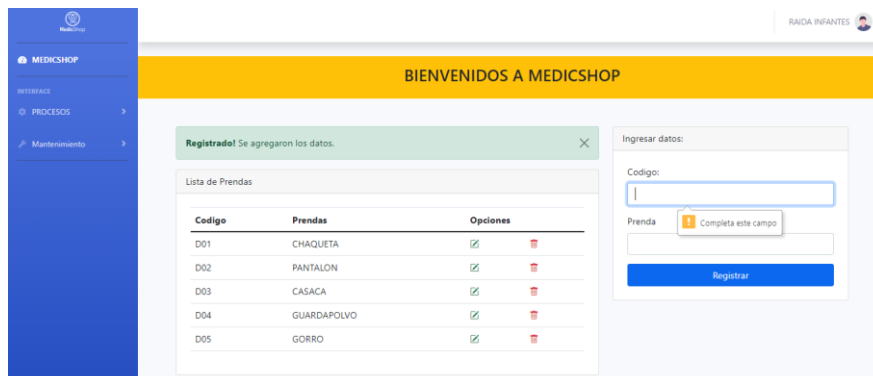 MedicShop
RAIDA INFANTES
MEDICSHOP
INTERFACE
PROCESOS
Mantenimiento
BIENVENIDOS A MEDICSHOP
Registrado! Se agregaron los datos.
Lista de Prendas
Codigo Prendas Opciones
D01 CHAQUETA
D02 PANTALON
D03 CASACA
D04 GUARDAPOLVO
D05 GORRO
Ingresar datos:
Codigo:
Completa este campo
Prenda
Registrar